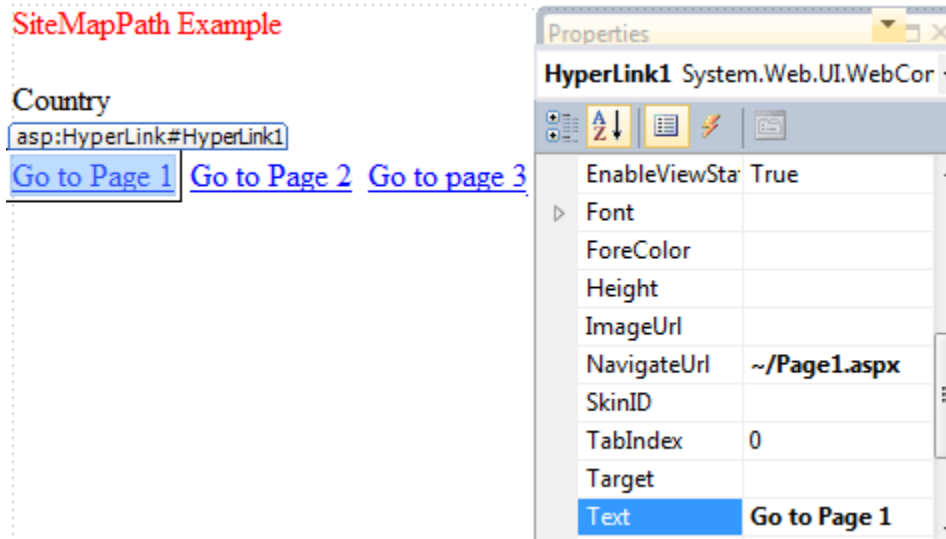 SiteMapPath Example
Country
asp:HyperLink#HyperLink1
Go to Page 1 Go to Page 2 Go to page 3
Properties
HyperLink1 System.Web.UI.WebCor
EnableViewSta True
Font
ForeColor
Height
ImageUrl
NavigateUrl ~/Page1.aspx
SkinID
TabIndex 0
Target
Text Go to Page 1